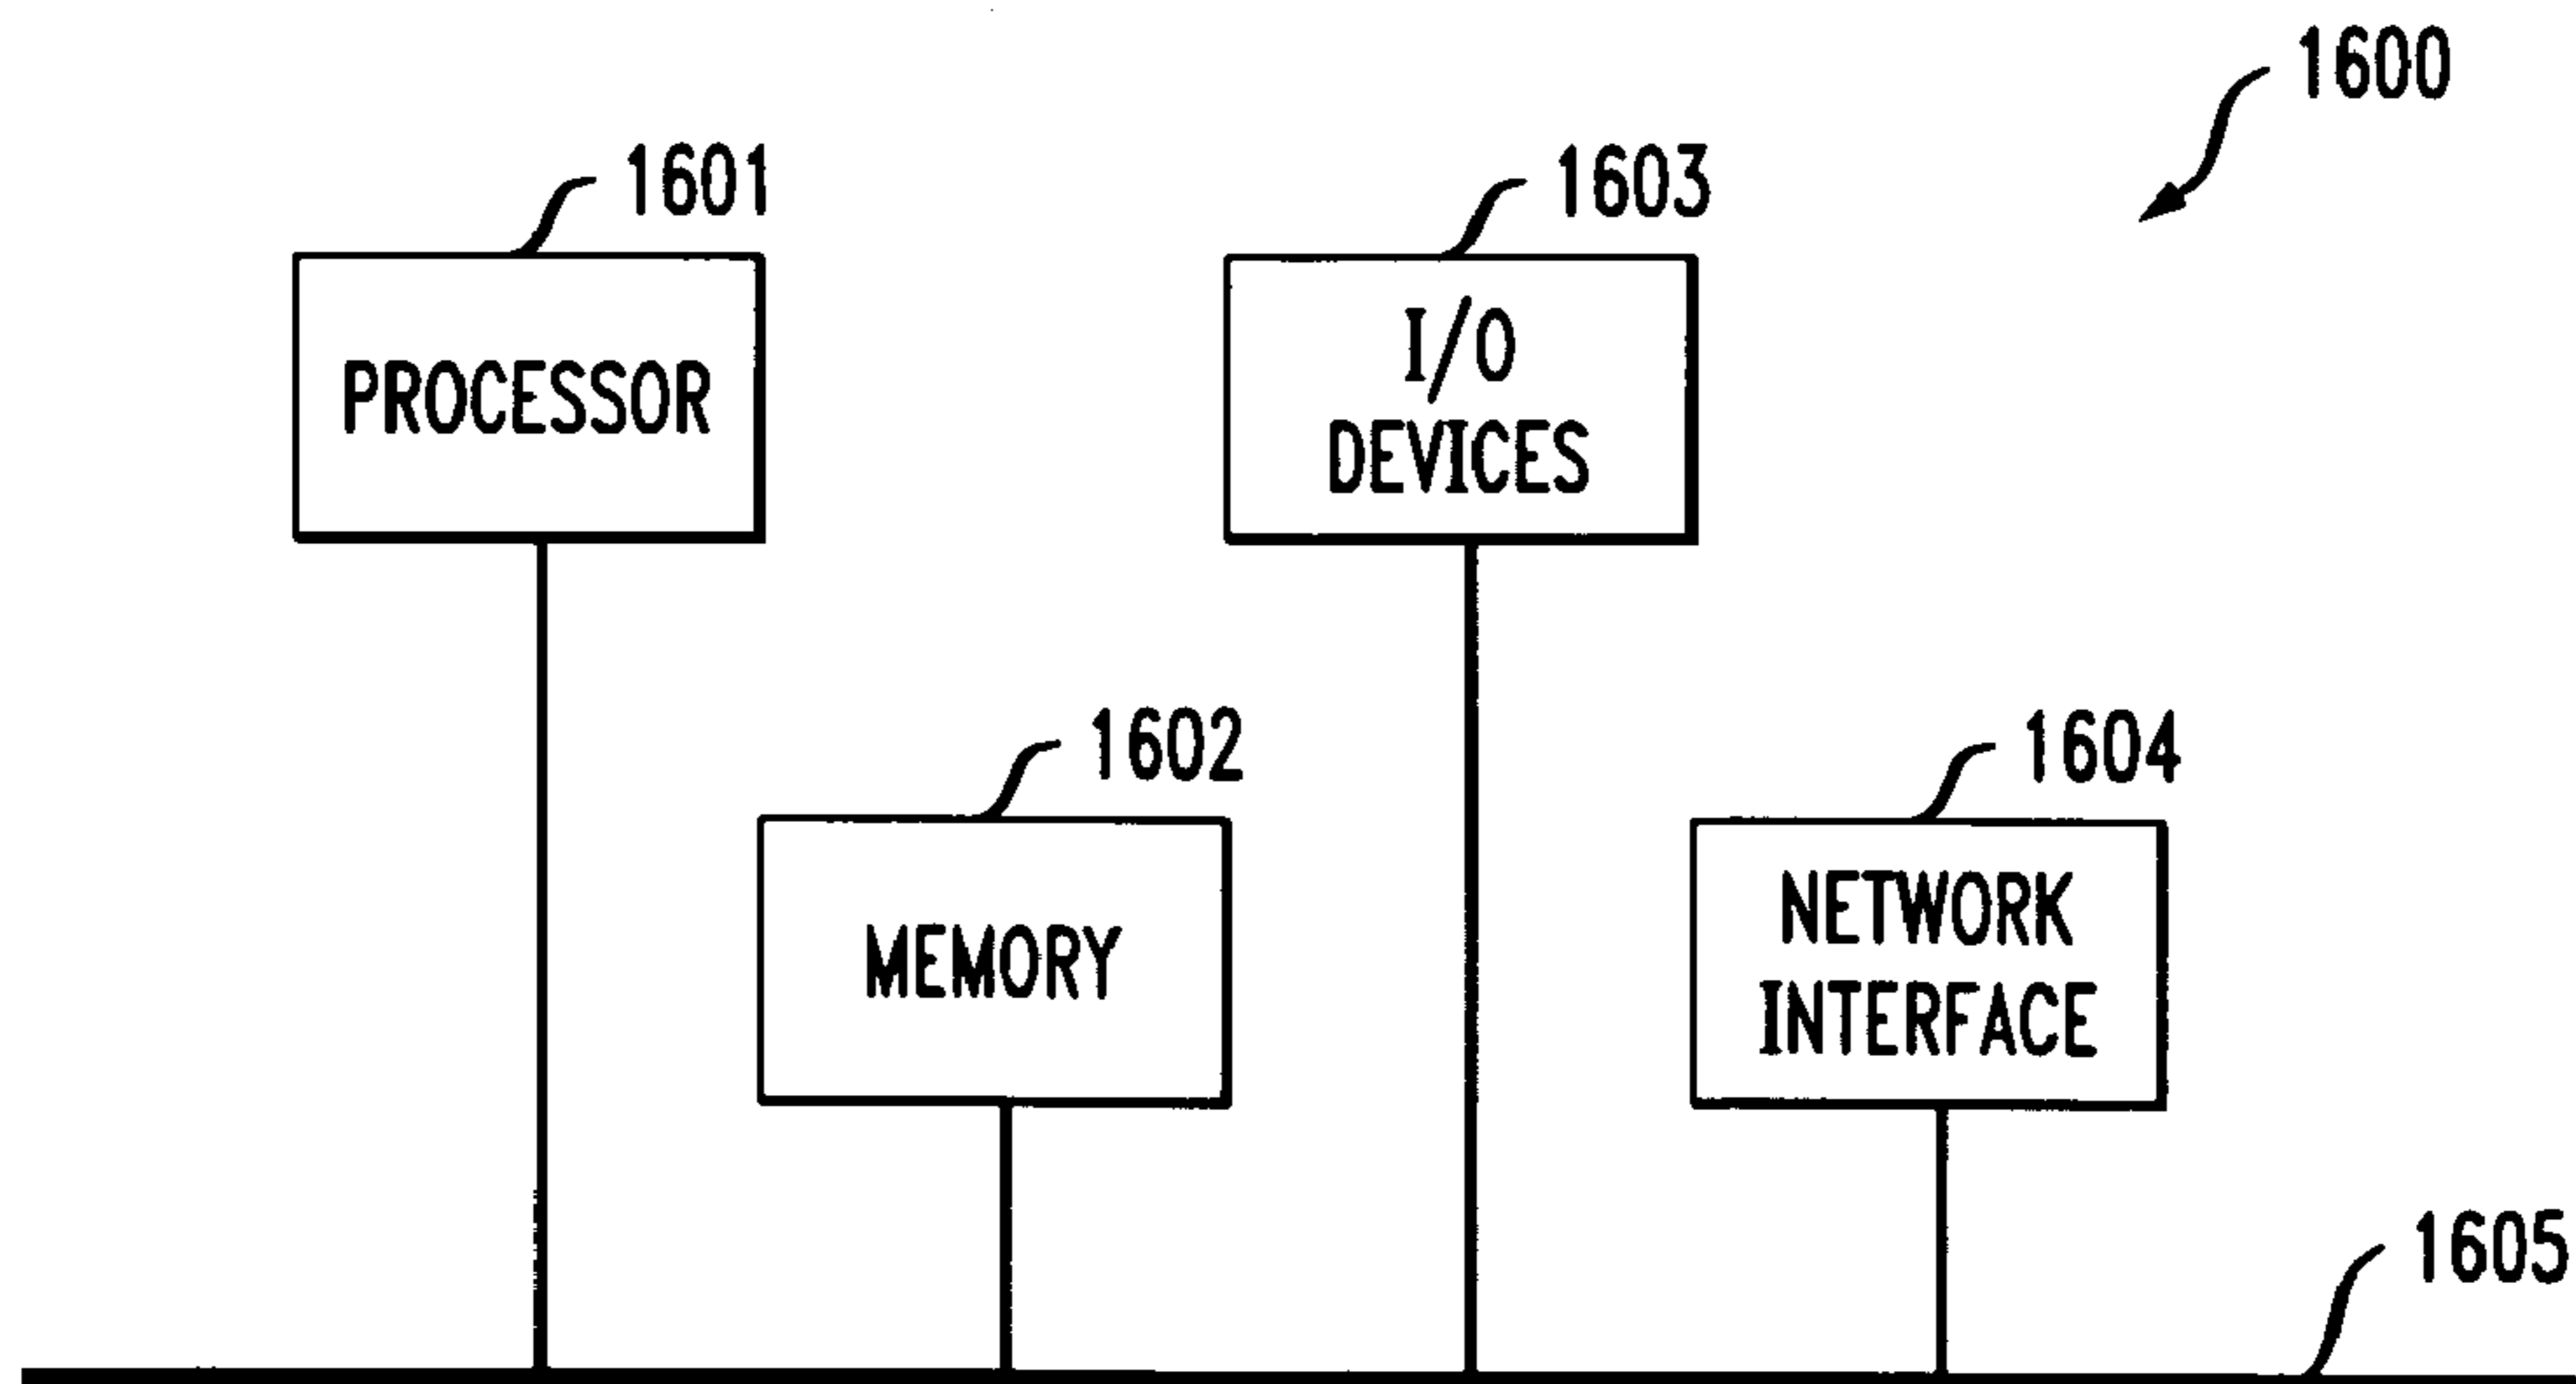 1600
1601
PROCESSOR
1603
I/O
DEVICES
1602
MEMORY
1604
NETWORK
INTERFACE
1605